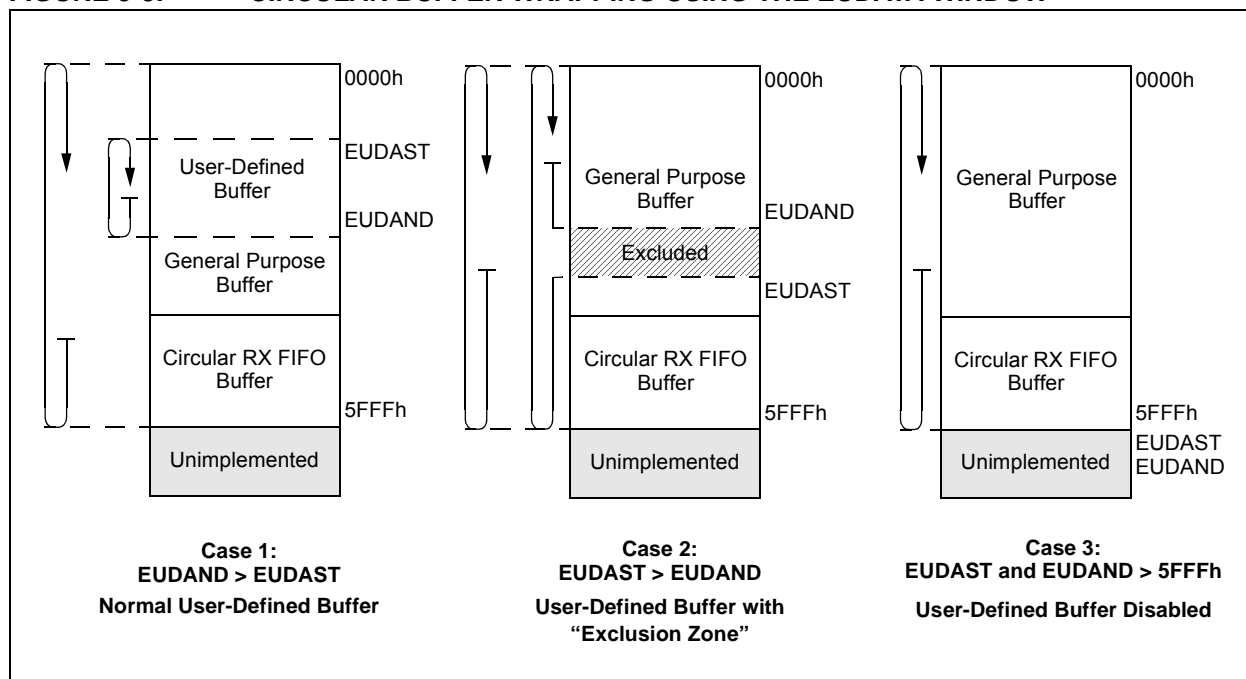 FIGURE
CIRCULAR BUFFER WRAPPING USING THE EUDATA WINDOW
0000h
EUDAST
User-Defined
Buffer
EUDAND
General Purpose
Buffer
Circular RX FIFO
Buffer
5FFFh
Unimplemented
Case 1:
EUDAND > EUDAST
Normal User-Defined Buffer
0000h
General Purpose
Buffer
EUDAND
Excluded
EUDAST
Circular RX FIFO
Buffer
5FFFh
Unimplemented
Case 2:
EUDAST > EUDAND
User-Defined Buffer with
“Exclusion Zone”
0000h
General Purpose
Buffer
Circular RX FIFO
Buffer
5FFFh
EUDAST
EUDAND
Unimplemented
Case 3:
EUDAST and EUDAND > 5FFFh
User-Defined Buffer Disabled